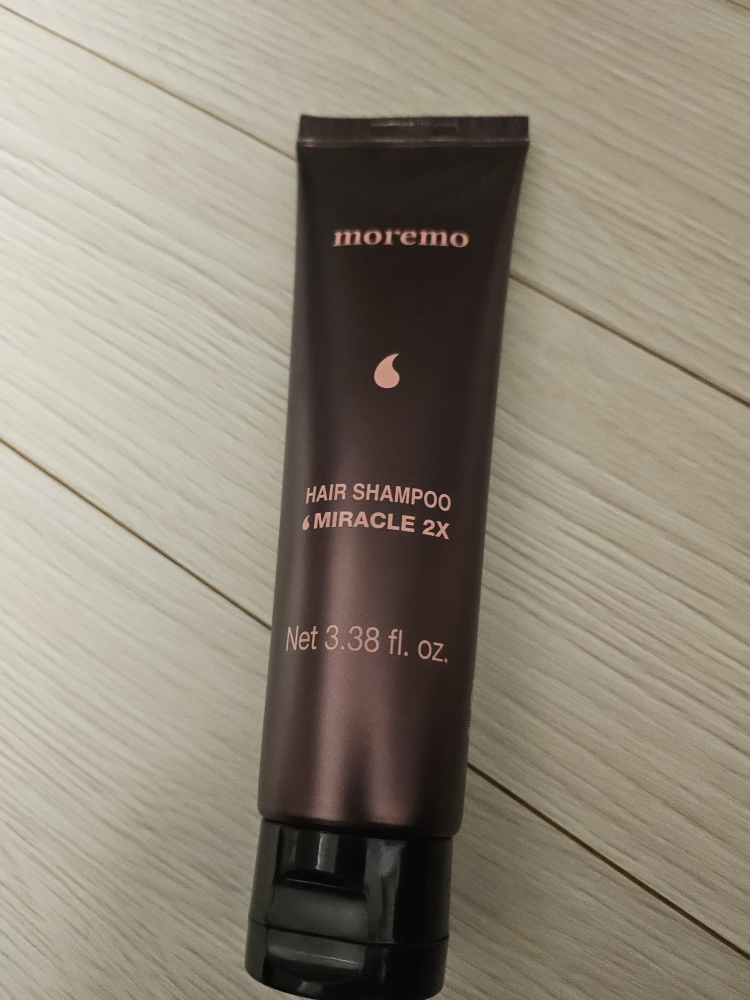 moremo
HAIR SHAMPOO
MIRACLE 2X
Net 3.38 fl. oz.